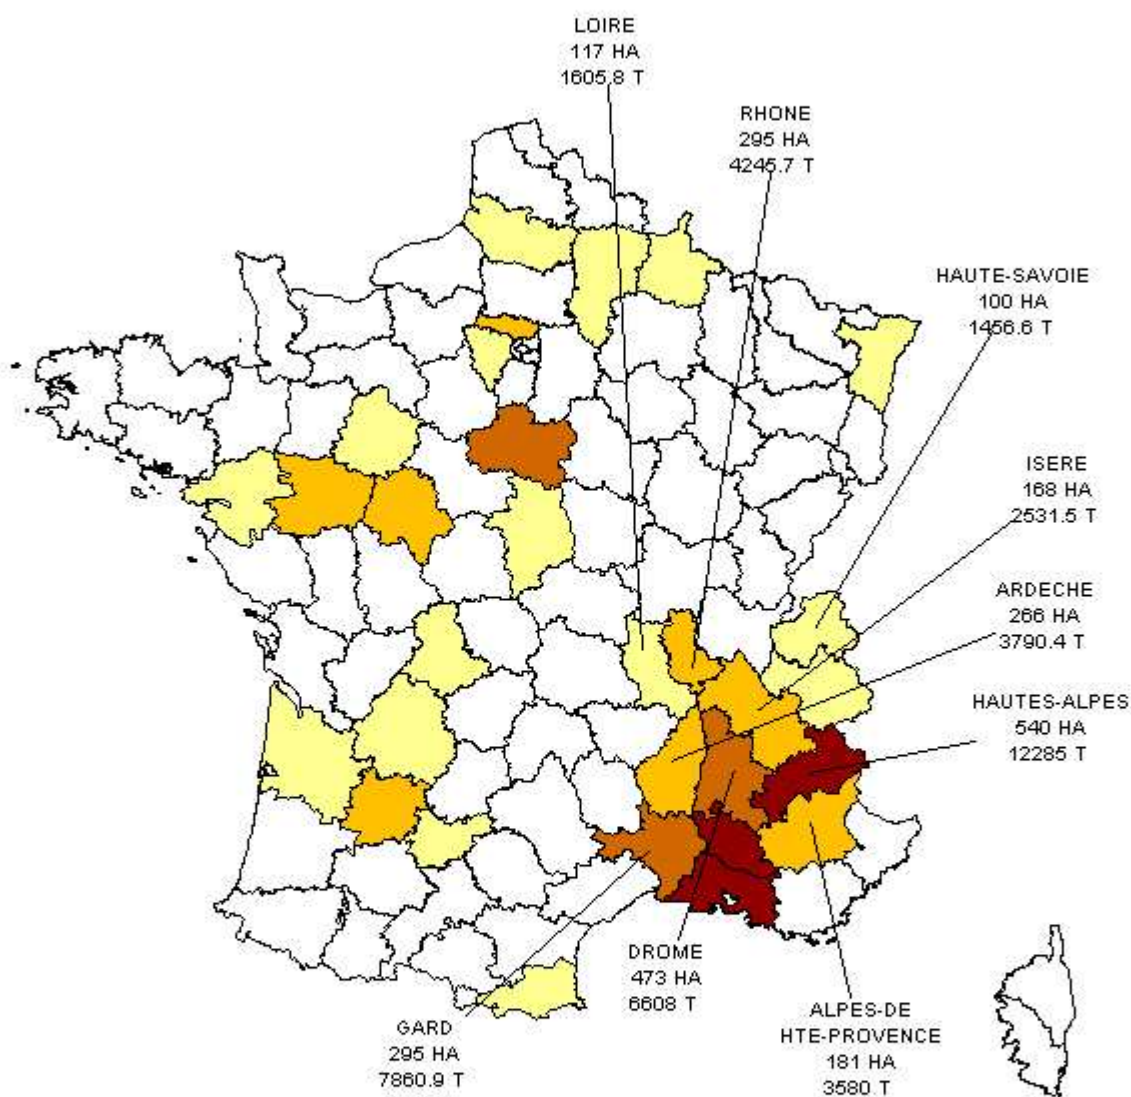 LOIRE
117 HA
1605.8 T
RHONE
295 HA
4245.7 T
HAUTE-SAVOIE
100 HA
1456.6 T
ISERE
168 HA
2531.5 T
ARDECHE
266 HA
3790.4 T
HAUTES-ALPES
540 HA
12285 T
DROME
473 HA
6608 T
ALPES-DE
HTE-PROVENCE
181 HA
3580 T
GARD
295 HA
7860.9 T